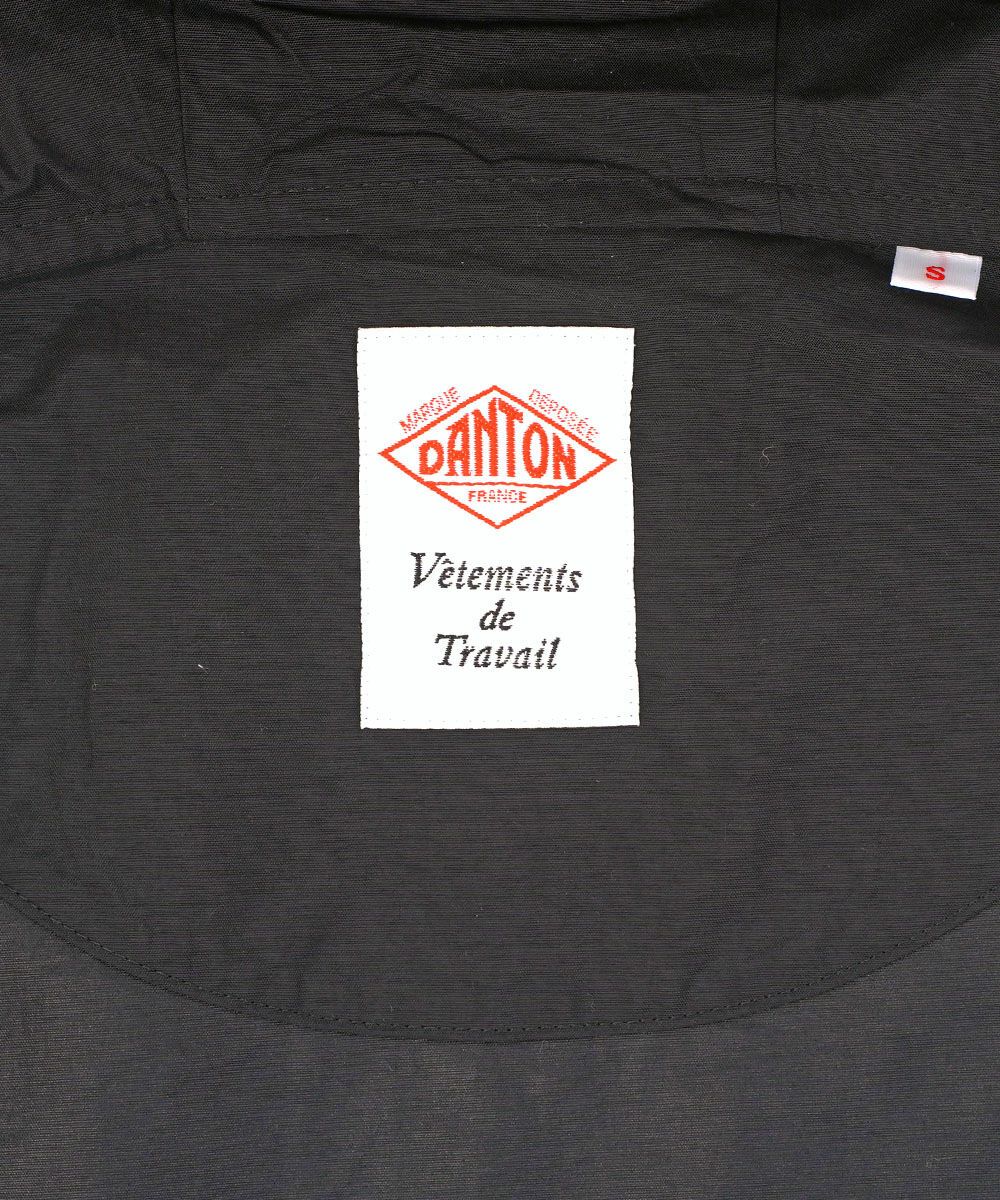 S
MARQUE DÉPOSÉE
DANTON
FRANCE
Vêtements
de
Travail